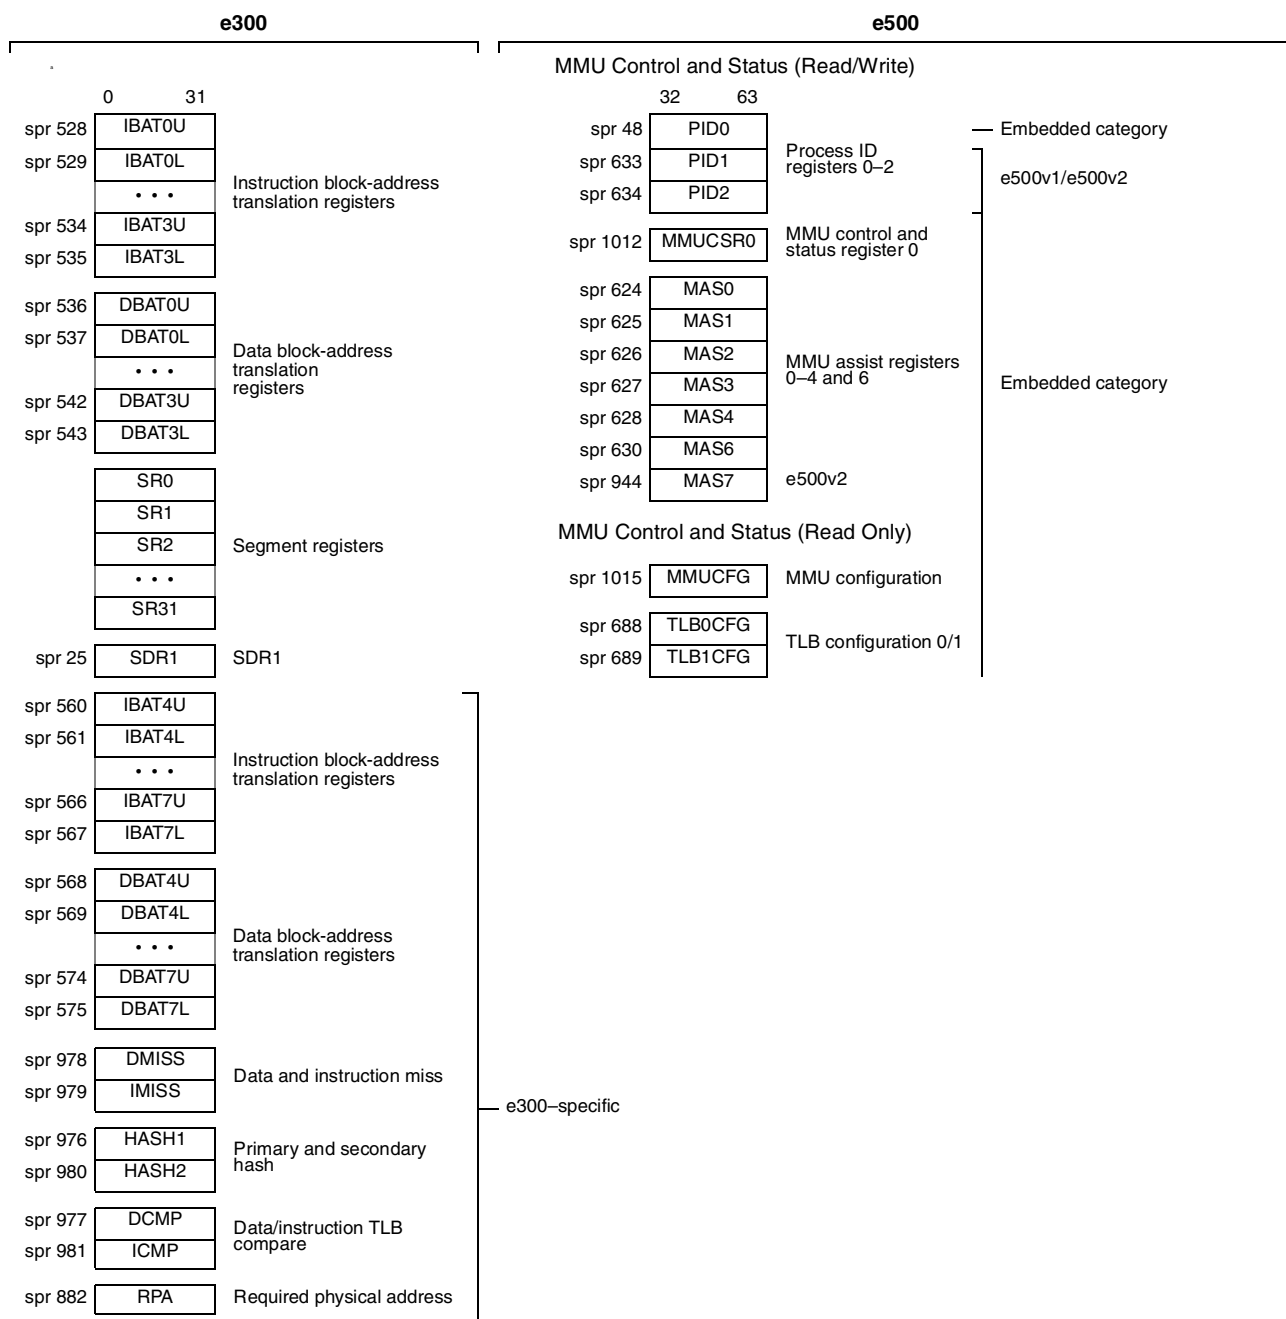 e300
e500
MMU Control and Status (Read/Write)
0 31
32 63
spr 528 IBAT0U
spr 529 IBAT0L
• • •
spr 534 IBAT3U
spr 535 IBAT3L
Instruction block-address
translation registers
spr 536 DBAT0U
spr 537 DBAT0L
• • •
spr 542 DBAT3U
spr 543 DBAT3L
Data block-address
translation
registers
SR0
SR1
SR2
• • •
SR31
Segment registers
spr 25 SDR1 SDR1
spr 560 IBAT4U
spr 561 IBAT4L
• • •
spr 566 IBAT7U
spr 567 IBAT7L
Instruction block-address
translation registers
spr 568 DBAT4U
spr 569 DBAT4L
• • •
spr 574 DBAT7U
spr 575 DBAT7L
Data block-address
translation registers
spr 978 DMISS
spr 979 IMISS
Data and instruction miss
spr 976 HASH1
spr 980 HASH2
Primary and secondary
hash
spr 977 DCMP
spr 981 ICMP
Data/instruction TLB
compare
spr 882 RPA Required physical address
e300–specific
spr 48 PID0
spr 633 PID1
spr 634 PID2
Process ID
registers 0–2
Embedded category
e500v1/e500v2
spr 1012 MMUCSR0
MMU control and
status register 0
spr 624 MAS0
spr 625 MAS1
spr 626 MAS2
spr 627 MAS3
spr 628 MAS4
spr 630 MAS6
spr 944 MAS7 e500v2
MMU assist registers
0–4 and 6
Embedded category
MMU Control and Status (Read Only)
spr 1015 MMUCFG MMU configuration
spr 688 TLB0CFG
spr 689 TLB1CFG
TLB configuration 0/1